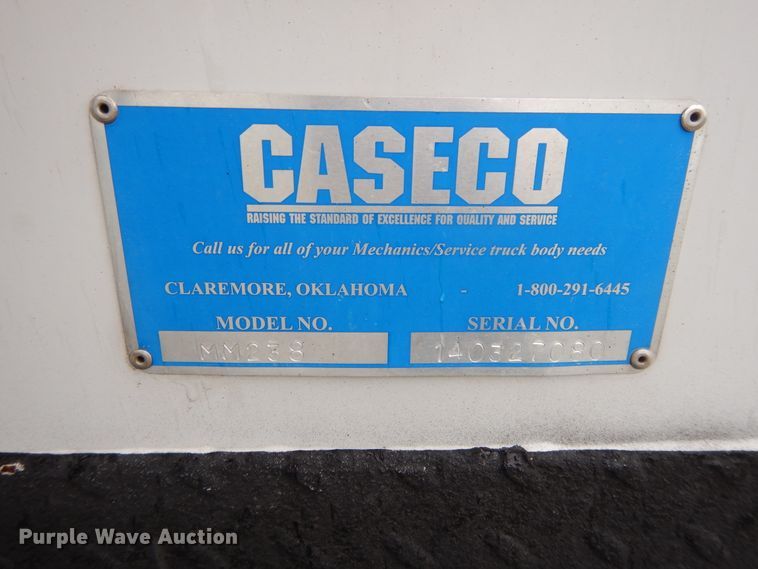 CASECO
RAISING THE STANDARD OF EXCELLENCE FOR QUALITY AND SERVICE
Call us for all of your Mechanics/Service truck body needs
CLAREMORE, OKLAHOMA - 1-800-291-6445
MODEL NO. SERIAL NO.
MM238 140327080
Purple Wave Auction